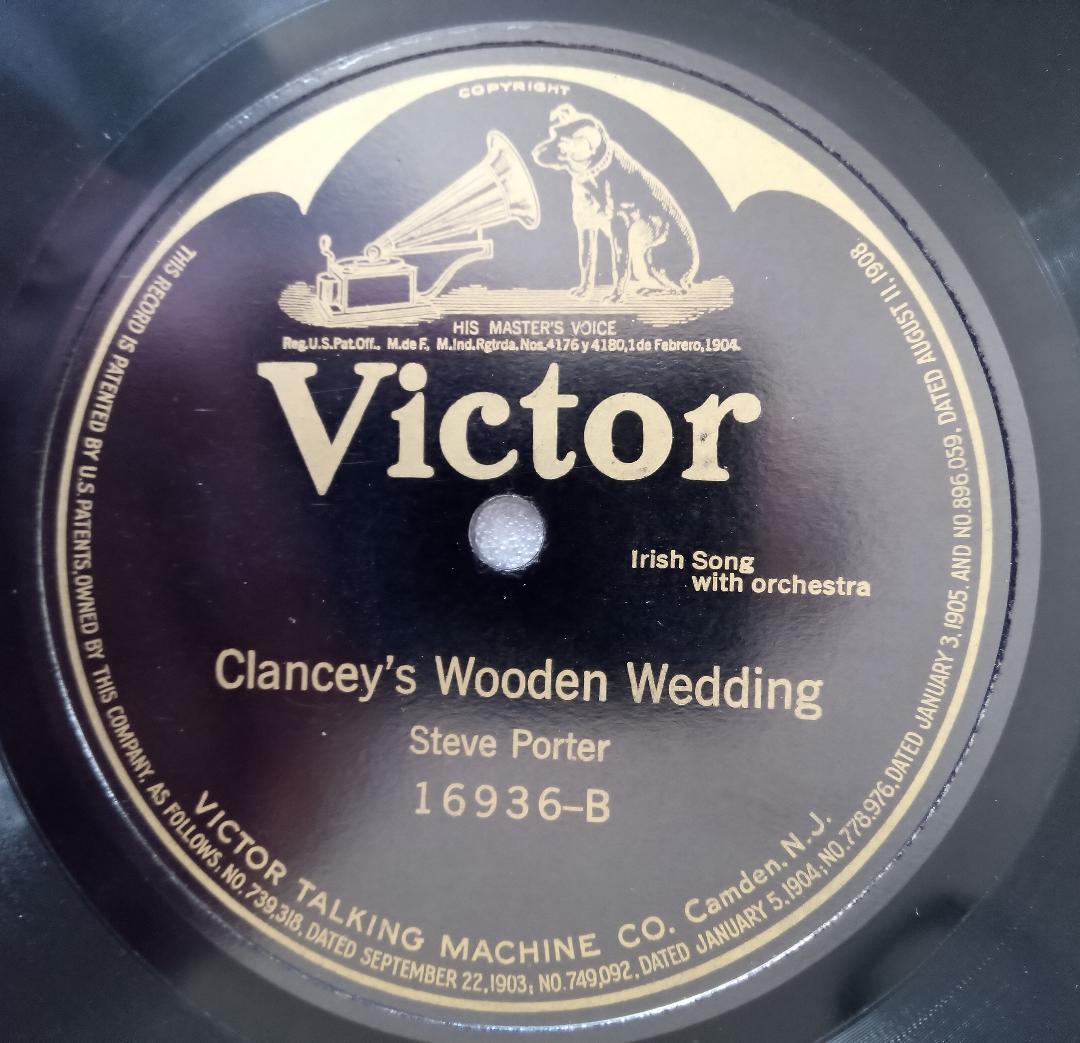 COPYRIGHT
HIS MASTER'S VOICE
Reg.U.S.Pat.Off., M.de F., M.Ind.Rgtrda.Nos.4176 y 4180,1 de Febrero,1904.
Victor
Irish Song
with orchestra
Clancey's Wooden Wedding
Steve Porter
16936-B
VICTOR TALKING MACHINE CO. Camden. N.J.
THIS RECORD IS PATENTED BY U.S. PATENTS, OWNED BY THIS COMPANY, AS FOLLOWS, NO. 739,318, DATED SEPTEMBER 22,1903; NO. 749,092, DATED JANUARY 5,1904; NO. 778,976, DATED JANUARY 3,1905, AND NO. 896,059, DATED AUGUST 11, 1908.